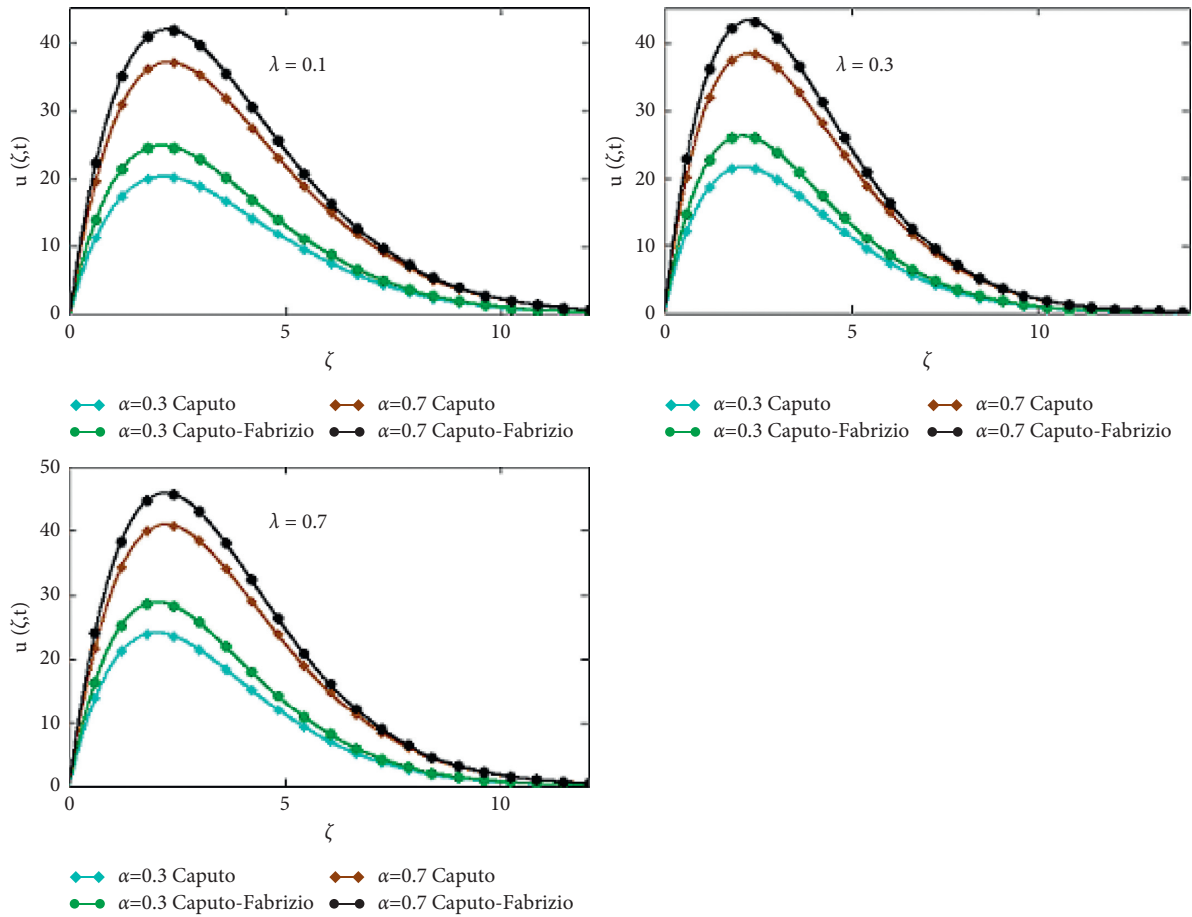 40
30
20
10
0
u (ζ,t)
λ = 0.1
0 5 10
ζ
α=0.3 Caputo α=0.7 Caputo
α=0.3 Caputo-Fabrizio α=0.7 Caputo-Fabrizio
40
30
20
10
0
u (ζ,t)
λ = 0.3
0 5 10
ζ
α=0.3 Caputo α=0.7 Caputo
α=0.3 Caputo-Fabrizio α=0.7 Caputo-Fabrizio
50
40
30
20
10
0
u (ζ,t)
λ = 0.7
0 5 10
ζ
α=0.3 Caputo α=0.7 Caputo
α=0.3 Caputo-Fabrizio α=0.7 Caputo-Fabrizio